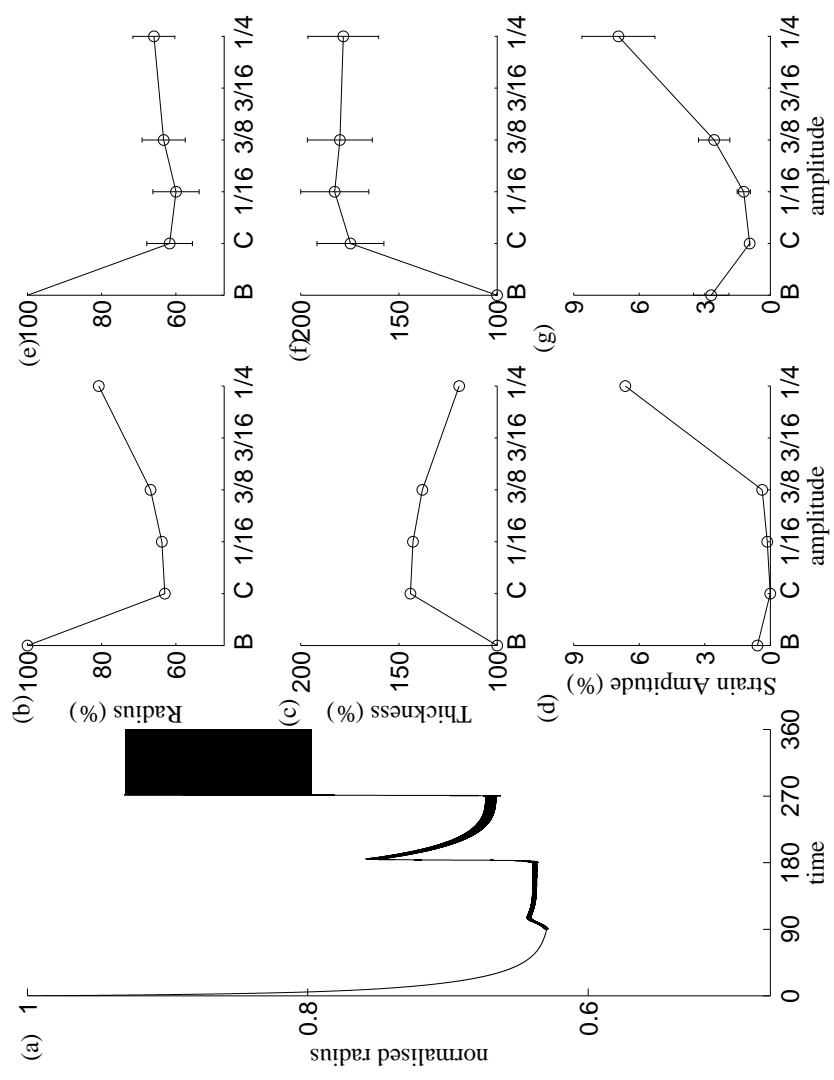 (a)
1
0.8
0.6
normalised radius
0
90
180
270
360
time
(b)
100
80
60
Radius (%)
B
C
1/16
3/8
3/16
1/4
(c)
200
150
100
Thickness (%)
B
C
1/16
3/8
3/16
1/4
(d)
9
6
3
0
Strain Amplitude (%)
B
C
1/16
3/8
3/16
1/4
amplitude
(e)
100
80
60
B
C
1/16
3/8
3/16
1/4
(f)
200
150
100
B
C
1/16
3/8
3/16
1/4
(g)
9
6
3
0
B
C
1/16
3/8
3/16
1/4
amplitude